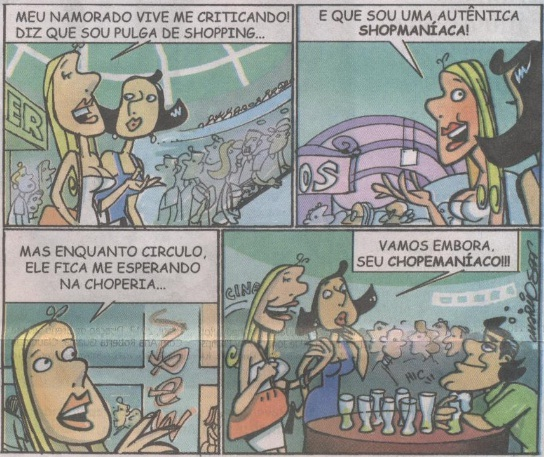 MEU NAMORADO VIVE ME CRITICANDO!
DIZ QUE SOU PULGA DE SHOPPING...
E QUE SOU UMA AUTÊNTICA
SHOPMANÍACA!
OS
MAS ENQUANTO CIRCULO,
ELE FICA ME ESPERANDO
NA CHOPERIA...
VAMOS EMBORA,
SEU CHOPEMANÍACO!!!
CINE
HIC